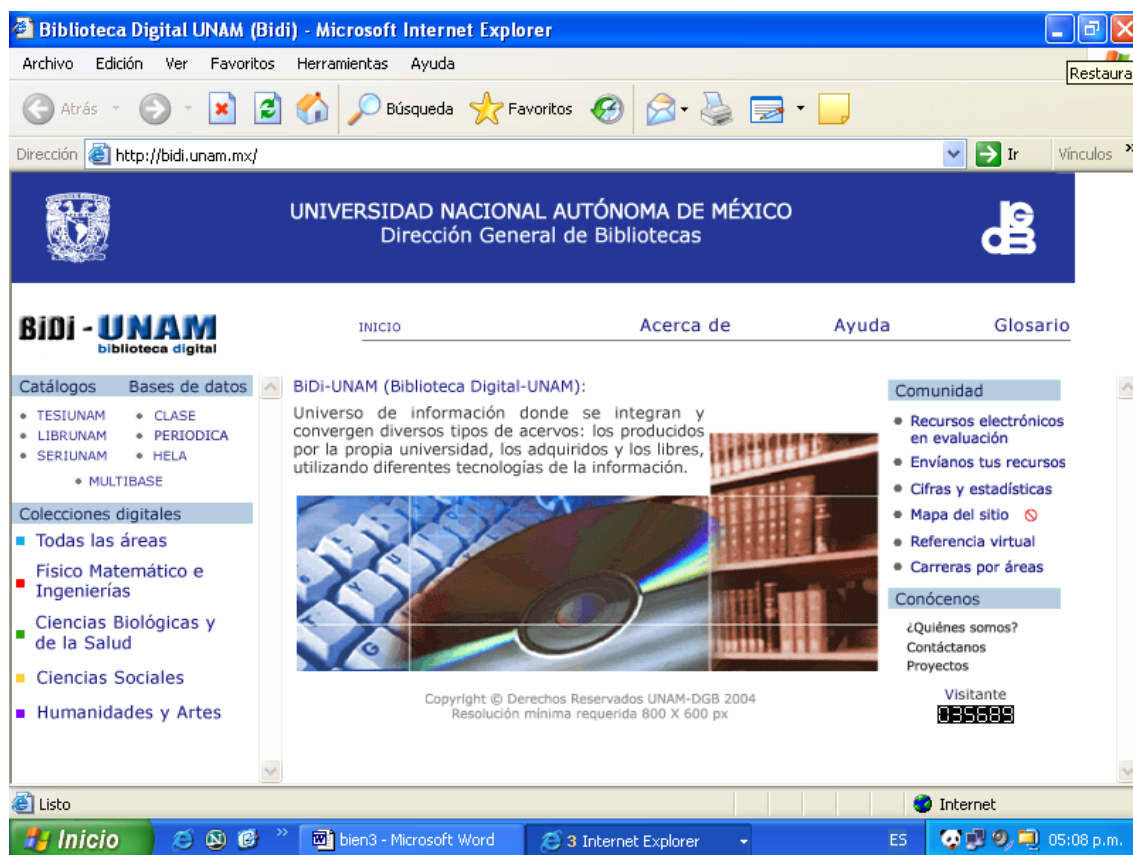 Biblioteca Digital UNAM (Bidi) - Microsoft Internet Explorer
Archivo Edición Ver Favoritos Herramientas Ayuda
Restaura
Atrás Búsqueda Favoritos
Dirección http://bidi.unam.mx/ Ir Vínculos »
UNIVERSIDAD NACIONAL AUTÓNOMA DE MÉXICO
Dirección General de Bibliotecas
BiDi - UNAM
biblioteca digital
INICIO Acerca de Ayuda Glosario
Catálogos Bases de datos
TESIUNAM CLASE
LIBRUNAM PERIODICA
SERIUNAM HELA
MULTIBASE
Colecciones digitales
Todas las áreas
Físico Matemático e
Ingenierías
Ciencias Biológicas y
de la Salud
Ciencias Sociales
Humanidades y Artes
BiDi-UNAM (Biblioteca Digital-UNAM):
Universo de información donde se integran y
convergen diversos tipos de acervos: los producidos
por la propia universidad, los adquiridos y los libres,
utilizando diferentes tecnologías de la información.
Copyright © Derechos Reservados UNAM-DGB 2004
Resolución mínima requerida 800 X 600 px
Comunidad
Recursos electrónicos
en evaluación
Envíanos tus recursos
Cifras y estadísticas
Mapa del sitio
Referencia virtual
Carreras por áreas
Conócenos
¿Quiénes somos?
Contáctanos
Proyectos
Visitante
035689
Listo Internet
Inicio » bien3 - Microsoft Word 3 Internet Explorer ES 05:08 p.m.